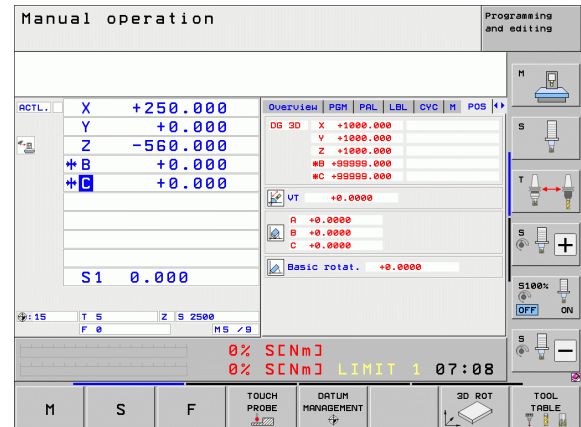 Manual operation
Programming
and editing
ACTL.
X +250.000
Y +0.000
Z -560.000
B +0.000
C +0.000
S1 0.000
:15 T 5 Z S 2500
F 0 M5 /9
Overview PGM PAL LBL CYC M POS
DG 3D X +1000.000
Y +1000.000
Z +1000.000
*B +99999.000
*C +99999.000
VT +0.0000
A +0.0000
B +0.0000
C +0.0000
Basic rotat. +0.0000
0% S[Nm]
0% S[Nm] LIMIT 1 07:08
M
S
T
S
+
S100%
OFF ON
S
−
M
S
F
TOUCH
PROBE
DATUM
MANAGEMENT
3D ROT
TOOL
TABLE